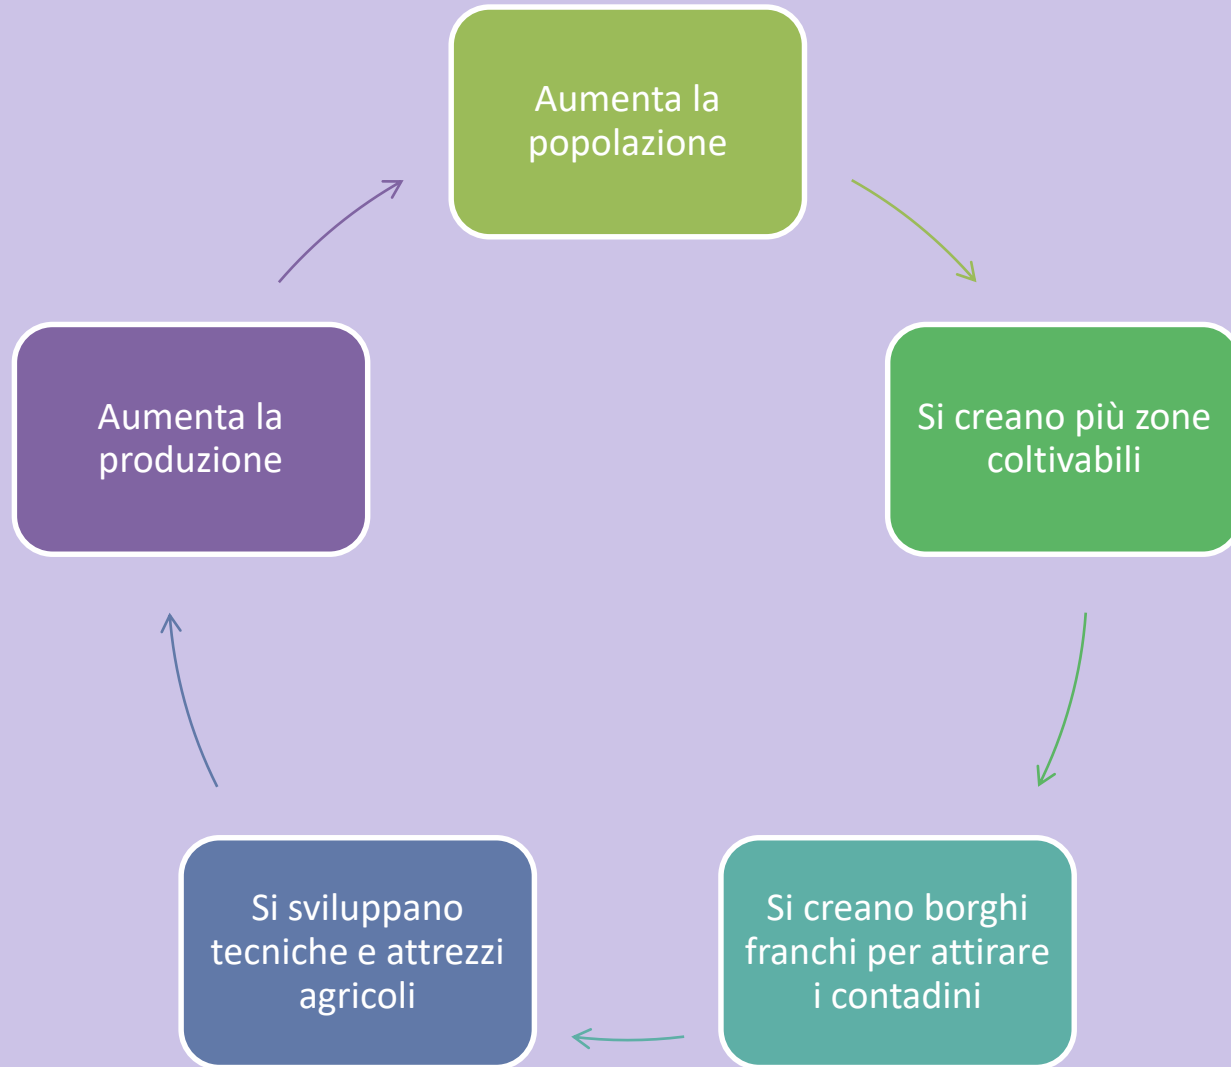 Aumenta la
popolazione
Si creano più zone
coltivabili
Si creano borghi
franchi per attirare
i contadini
Si sviluppano
tecniche e attrezzi
agricoli
Aumenta la
produzione